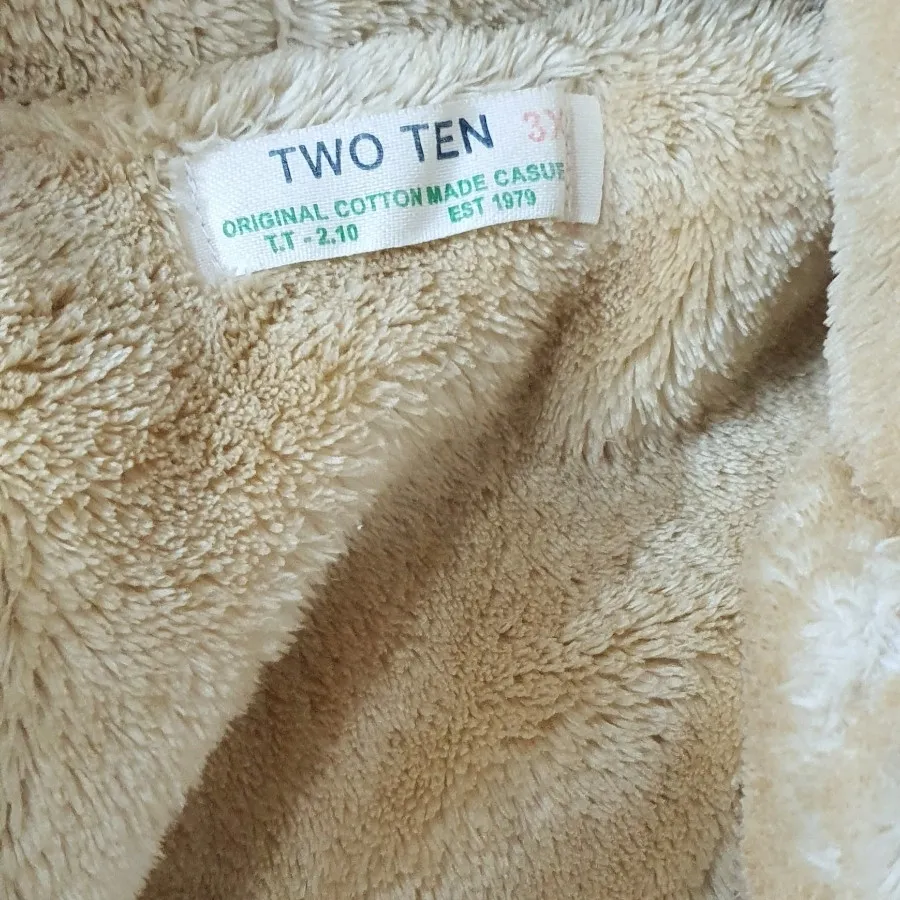 TWO TEN 3X
ORIGINAL COTTON MADE CASUE
T.T - 2.10 EST 1979